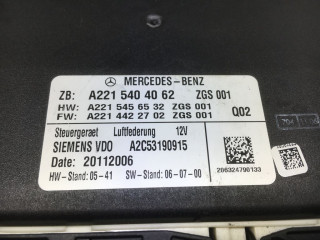 MERCEDES-BENZ
ZB: A221 540 40 62 ZGS 001
HW: A221 545 65 32 ZGS 001
FW: A221 442 27 02 ZGS 001 Q02
Steuergeraet Luftfederung 12V
SIEMENS VDO A2C53190915
Date: 20112006
HW-Stand: 05-41 SW-Stand: 06-07-00
206324796133